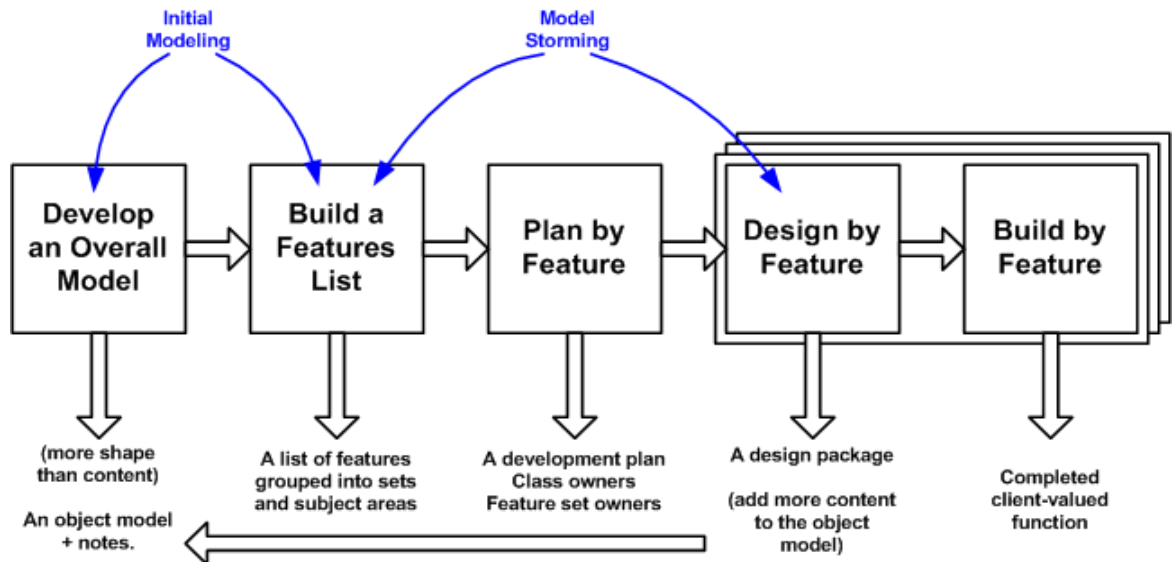 Initial
Modeling
Model
Storming
Develop
an Overall
Model
Build a
Features
List
Plan by
Feature
Design by
Feature
Build by
Feature
(more shape
than content)
An object model
+ notes.
A list of features
grouped into sets
and subject areas
A development plan
Class owners
Feature set owners
A design package
(add more content
to the object
model)
Completed
client-valued
function